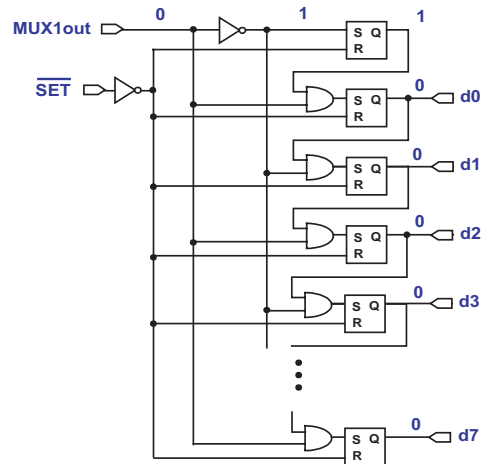 0 1 1
MUX1out
S Q
R
SET
0
S Q d0
R
0
S Q d1
R
0
S Q d2
R
0
S Q d3
R
0
S Q d7
R